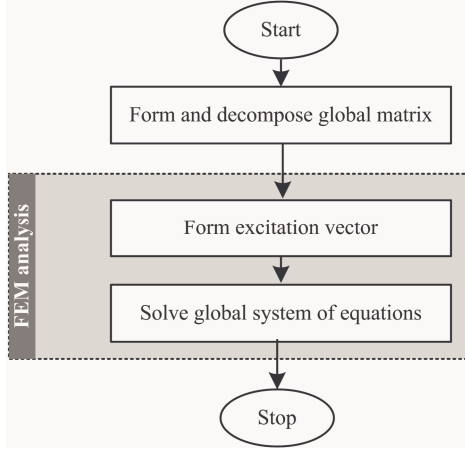 Start
Form and decompose global matrix
FEM analysis
Form excitation vector
Solve global system of equations
Stop